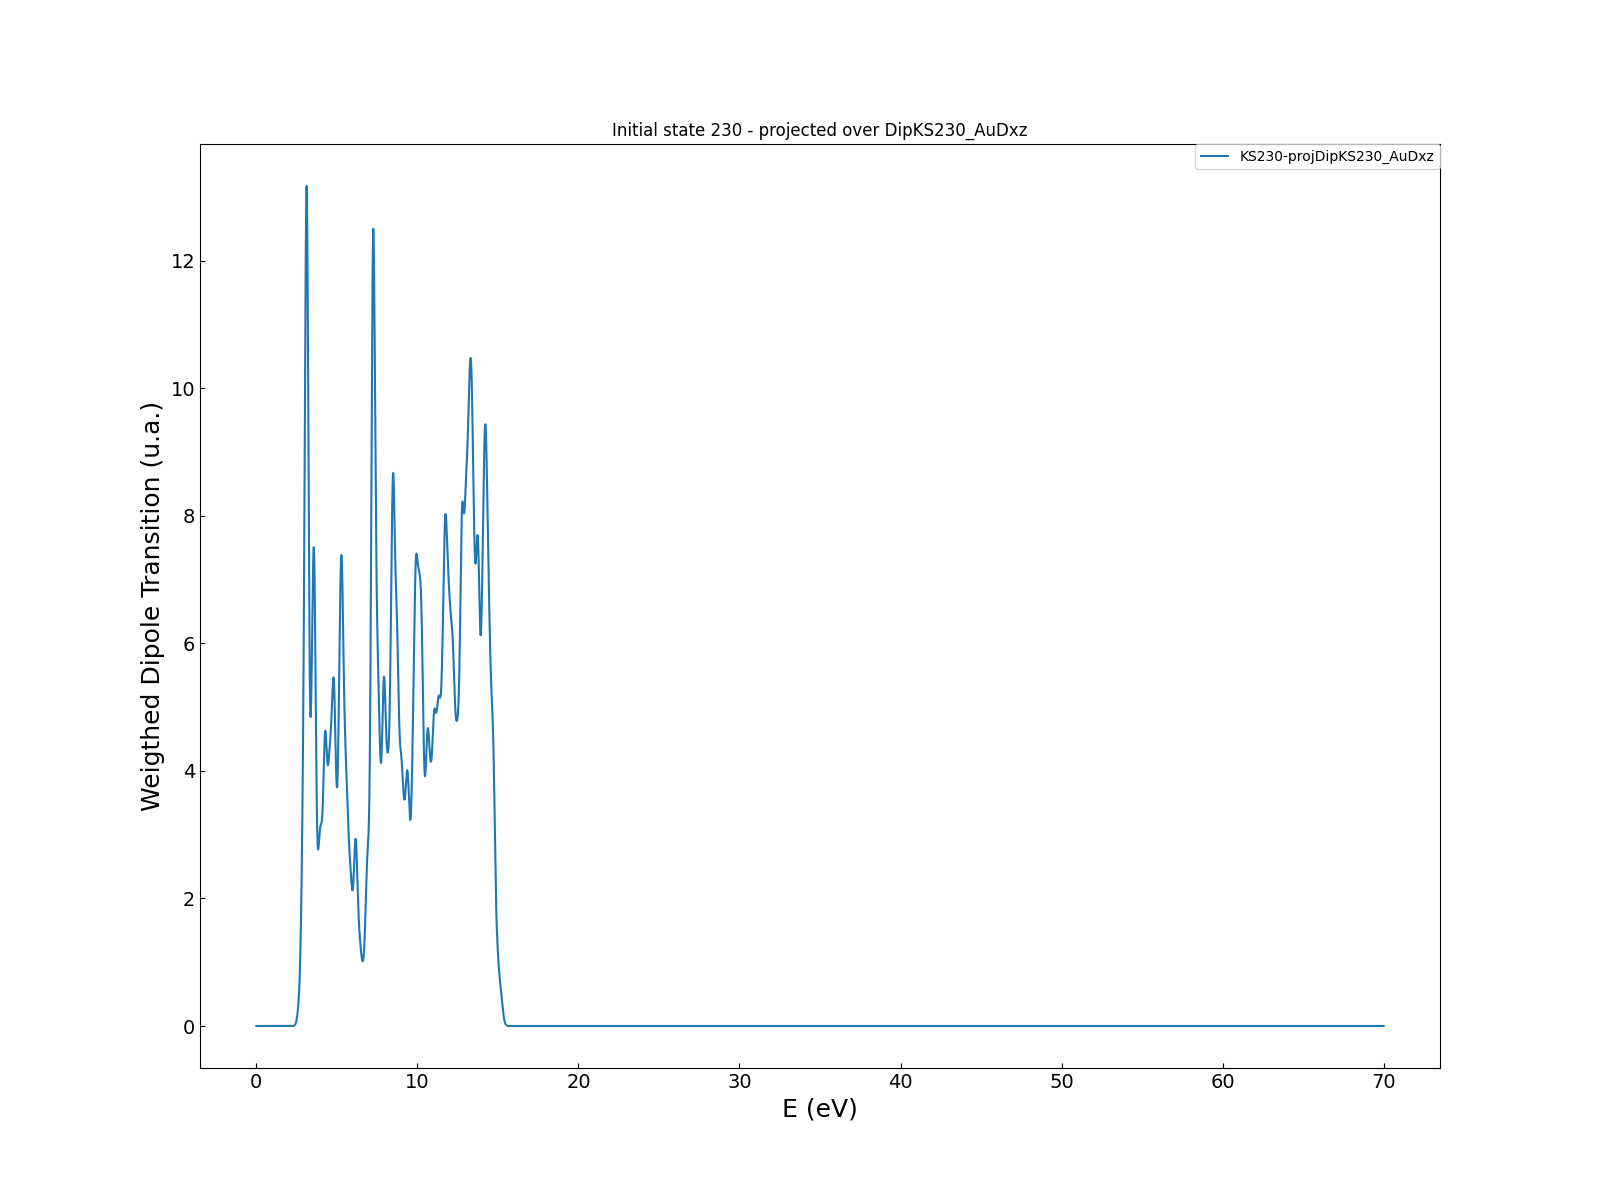 Initial state 230 - projected over DipKS230_AuDxz
KS230-projDipKS230_AuDxz
Weigthed Dipole Transition (u.a.)
12
10
8
6
4
2
0
0 10 20 30 40 50 60 70
E (eV)